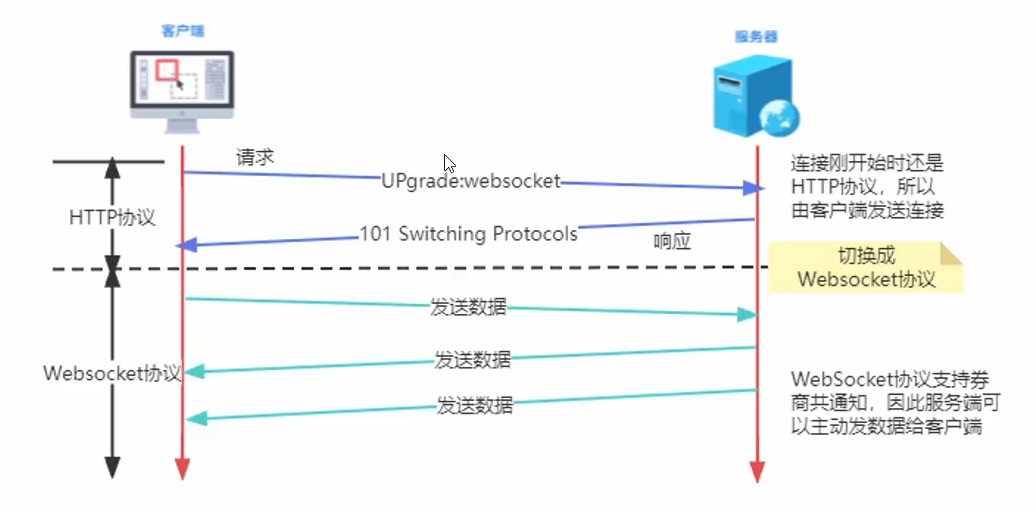 客户端
服务器
请求
UPgrade:websocket
连接刚开始时还是
HTTP协议，所以
由客户端发送连接
HTTP协议
101 Switching Protocols
响应
切换成
Websocket协议
发送数据
发送数据
Websocket协议
发送数据
WebSocket协议支持券
商共通知，因此服务端可
以主动发数据给客户端